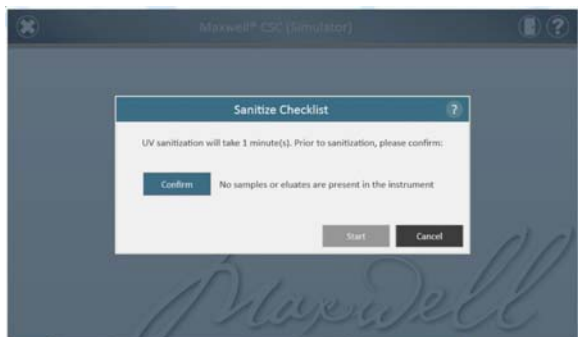 Maxwell® CSC (Simulator)
?
Sanitize Checklist
?
UV sanitization will take 1 minute(s). Prior to sanitization, please confirm:
Confirm
No samples or eluates are present in the instrument
Start
Cancel
Maxwell